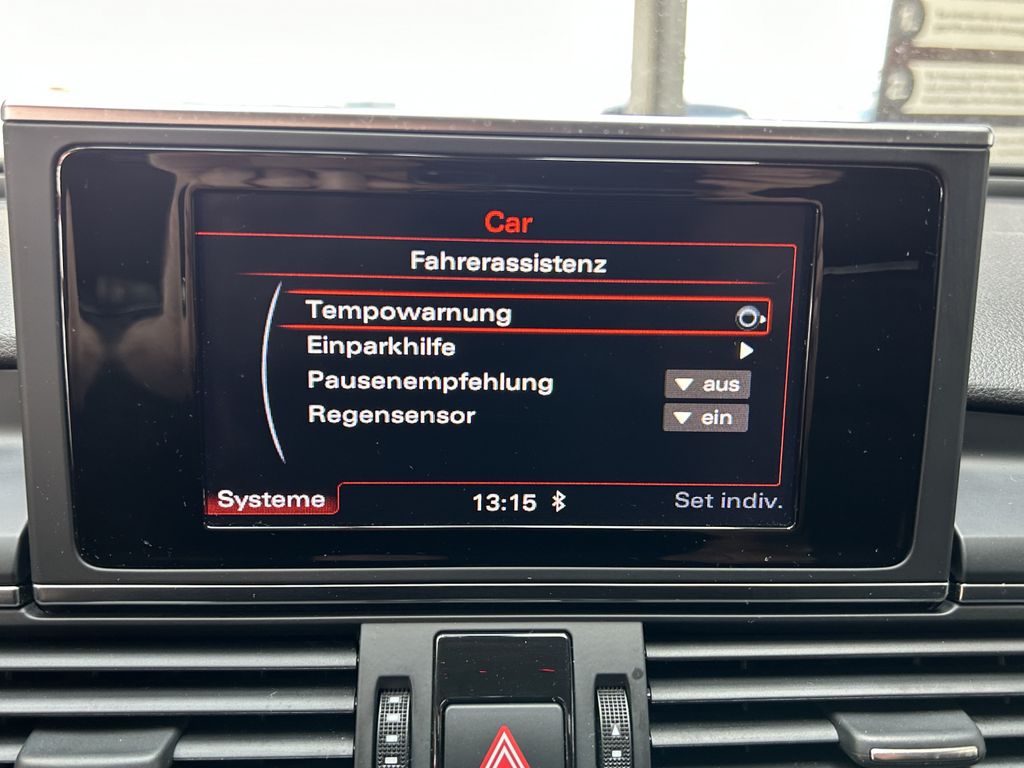 Car
Fahrerassistenz
Tempowarnung
Einparkhilfe
Pausenempfehlung aus
Regensensor ein
Systeme 13:15 Set indiv.